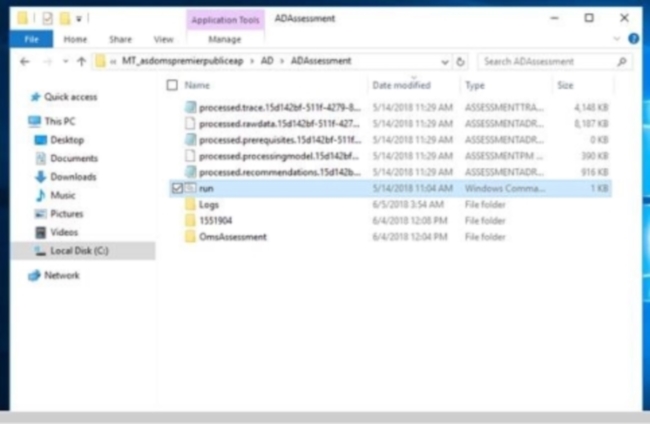 Application Tools ADAssessment
File Home Share View Manage
MT_asdomspremierpubliceap › AD › ADAssessment Search ADAssessment
Name Date modified Type Size
Quick access
This PC
Desktop
Documents
Downloads
Music
Pictures
Videos
Local Disk (C:)
Network
processed.trace.15d142bf-511f-4279-8... 5/14/2018 11:29 AM ASSESSMENTTRA... 4,148 KB
processed.rawdata.15d142bf-511f-427... 5/14/2018 11:29 AM ASSESSMENTADR... 8,187 KB
processed.prerequisites.15d142bf-511f... 5/14/2018 11:29 AM ASSESSMENTADR... 0 KB
processed.processingmodel.15d142bf... 5/14/2018 11:29 AM ASSESSMENTPM ... 390 KB
processed.recommendations.15d142b... 5/14/2018 11:29 AM ASSESSMENTADR... 916 KB
run 5/14/2018 11:04 AM Windows Comma... 1 KB
Logs 6/5/2018 3:54 AM File folder
1551904 6/4/2018 12:08 PM File folder
OmsAssessment 6/4/2018 12:04 PM File folder